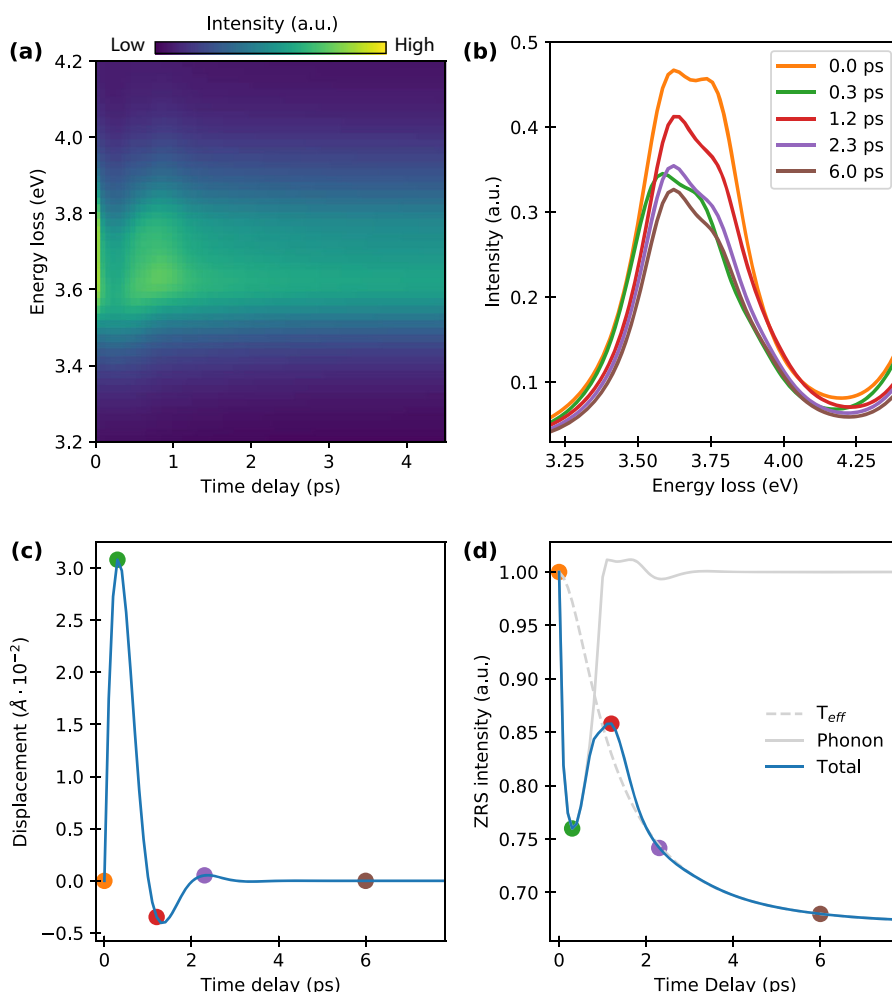 (a)
Intensity (a.u.)
Low
High
4.2
4.0
3.8
3.6
3.4
3.2
Energy loss (eV)
0
1
2
3
4
Time delay (ps)
(b)
0.5
0.4
0.3
0.2
0.1
Intensity (a.u.)
0.0 ps
0.3 ps
1.2 ps
2.3 ps
6.0 ps
3.25
3.50
3.75
4.00
4.25
Energy loss (eV)
(c)
3.0
2.5
2.0
1.5
1.0
0.5
0.0
−0.5
Displacement (Å · 10⁻²)
0
2
4
6
Time delay (ps)
(d)
1.00
0.95
0.90
0.85
0.80
0.75
0.70
ZRS intensity (a.u.)
T_eff
Phonon
Total
0
2
4
6
Time Delay (ps)